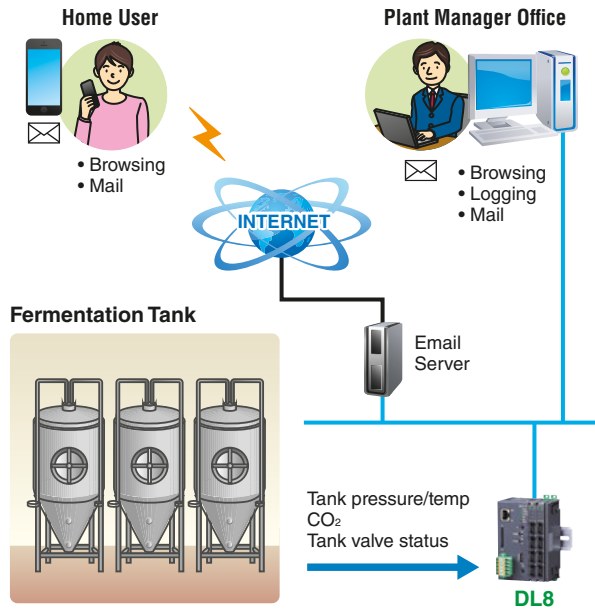 Home User
• Browsing
• Mail
Plant Manager Office
• Browsing
• Logging
• Mail
INTERNET
Fermentation Tank
Email
Server
Tank pressure/temp
CO₂
Tank valve status
DL8